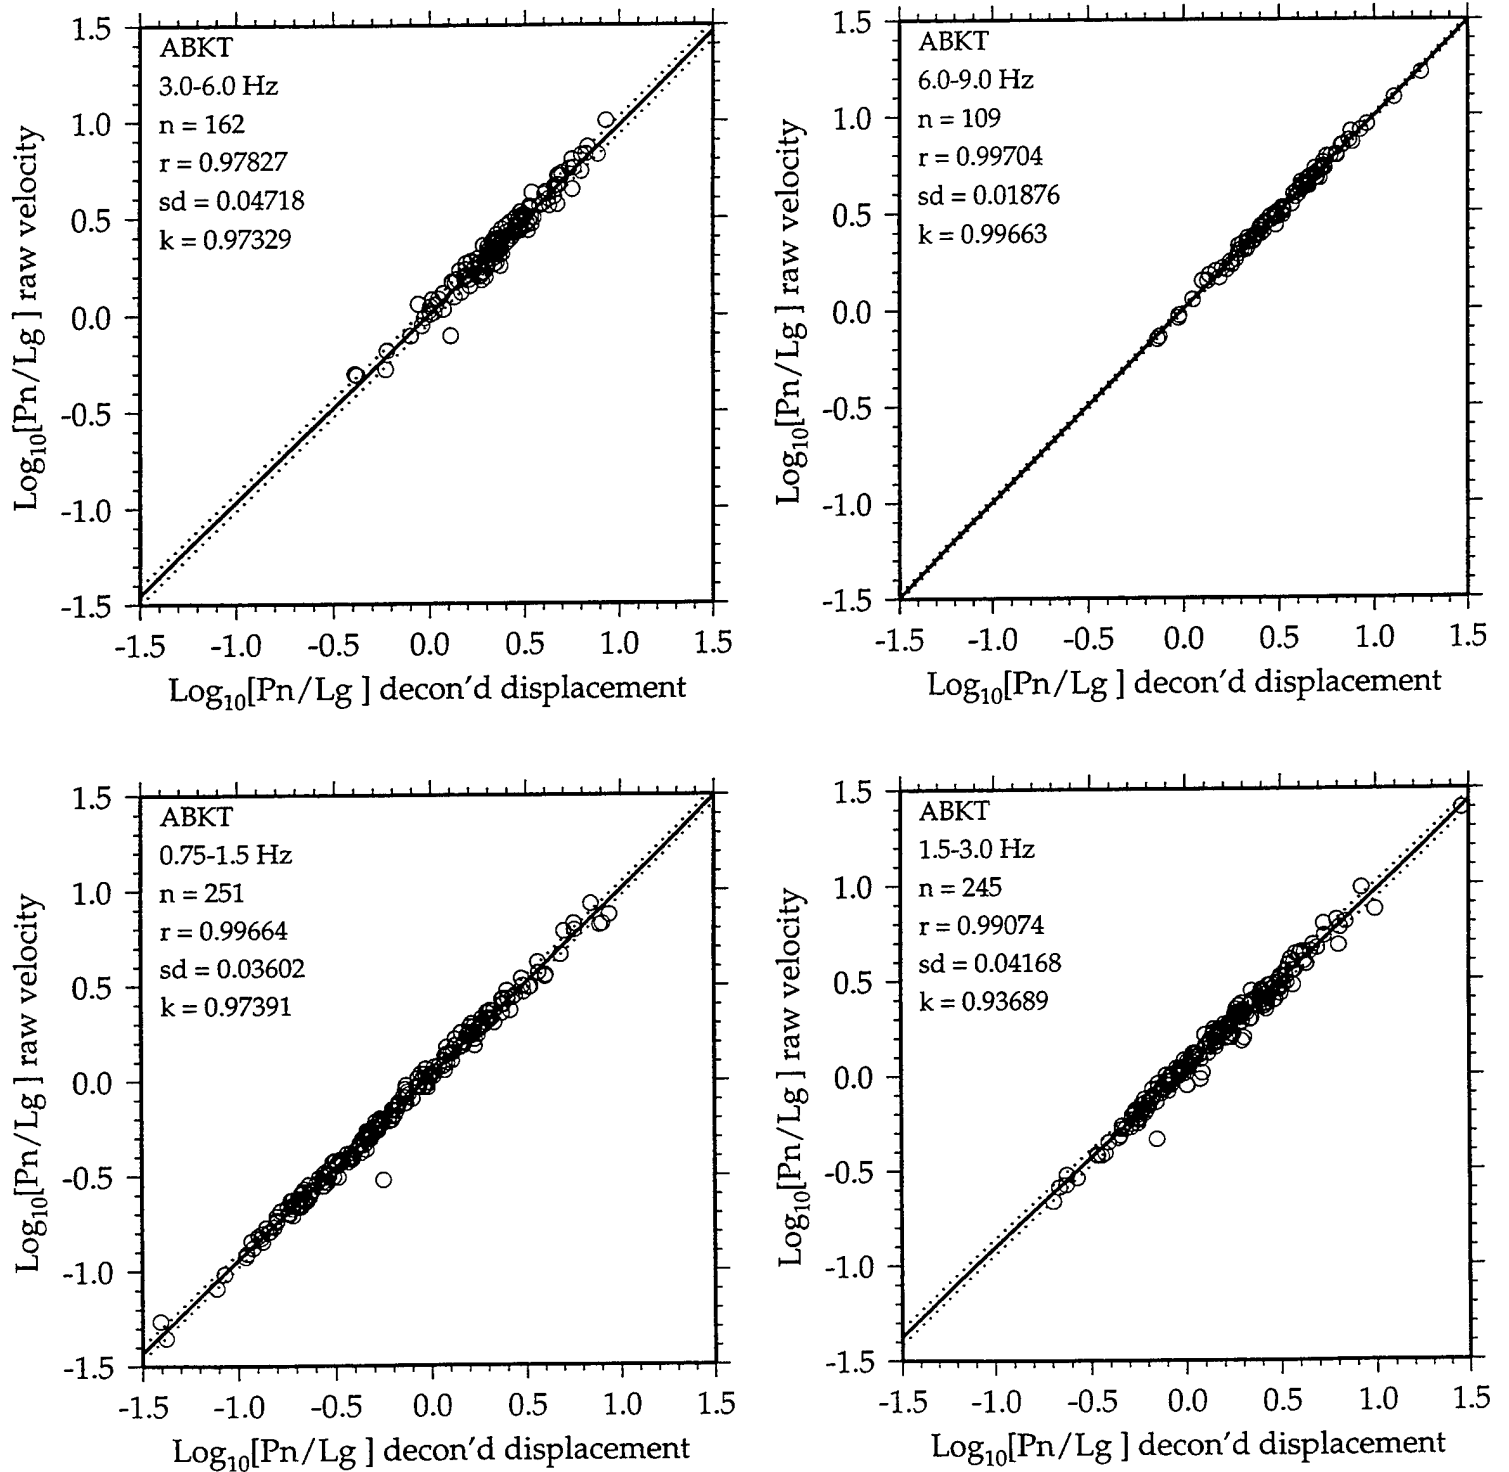 ABKT
3.0-6.0 Hz
n = 162
r = 0.97827
sd = 0.04718
k = 0.97329
1.5
1.0
0.5
0.0
-0.5
-1.0
-1.5
-1.5 -1.0 -0.5 0.0 0.5 1.0 1.5
Log10[Pn/Lg ] raw velocity
Log10[Pn/Lg ] decon'd displacement
ABKT
6.0-9.0 Hz
n = 109
r = 0.99704
sd = 0.01876
k = 0.99663
1.5
1.0
0.5
0.0
-0.5
-1.0
-1.5
-1.5 -1.0 -0.5 0.0 0.5 1.0 1.5
Log10[Pn/Lg ] raw velocity
Log10[Pn/Lg ] decon'd displacement
ABKT
0.75-1.5 Hz
n = 251
r = 0.99664
sd = 0.03602
k = 0.97391
1.5
1.0
0.5
0.0
-0.5
-1.0
-1.5
-1.5 -1.0 -0.5 0.0 0.5 1.0 1.5
Log10[Pn/Lg ] raw velocity
Log10[Pn/Lg ] decon'd displacement
ABKT
1.5-3.0 Hz
n = 245
r = 0.99074
sd = 0.04168
k = 0.93689
1.5
1.0
0.5
0.0
-0.5
-1.0
-1.5
-1.5 -1.0 -0.5 0.0 0.5 1.0 1.5
Log10[Pn/Lg ] raw velocity
Log10[Pn/Lg ] decon'd displacement